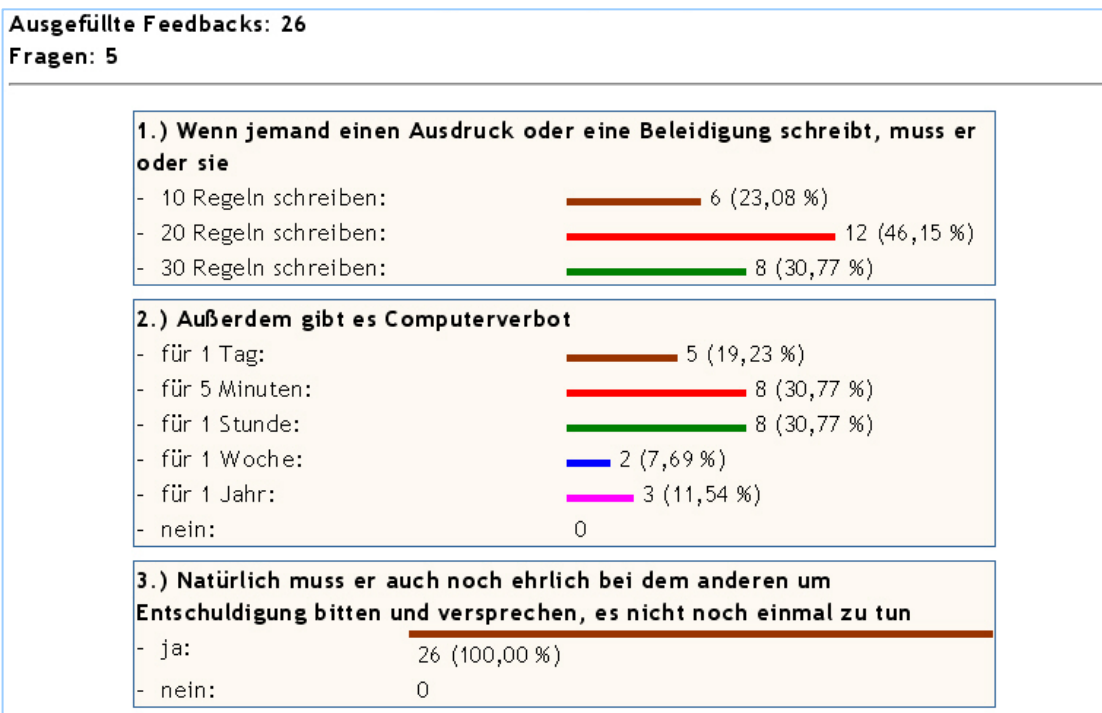 Ausgefüllte Feedbacks: 26
Fragen: 5
1.) Wenn jemand einen Ausdruck oder eine Beleidigung schreibt, muss er
oder sie
- 10 Regeln schreiben: 6 (23,08 %)
- 20 Regeln schreiben: 12 (46,15 %)
- 30 Regeln schreiben: 8 (30,77 %)
2.) Außerdem gibt es Computerverbot
- für 1 Tag: 5 (19,23 %)
- für 5 Minuten: 8 (30,77 %)
- für 1 Stunde: 8 (30,77 %)
- für 1 Woche: 2 (7,69 %)
- für 1 Jahr: 3 (11,54 %)
- nein: 0
3.) Natürlich muss er auch noch ehrlich bei dem anderen um
Entschuldigung bitten und versprechen, es nicht noch einmal zu tun
- ja: 26 (100,00 %)
- nein: 0